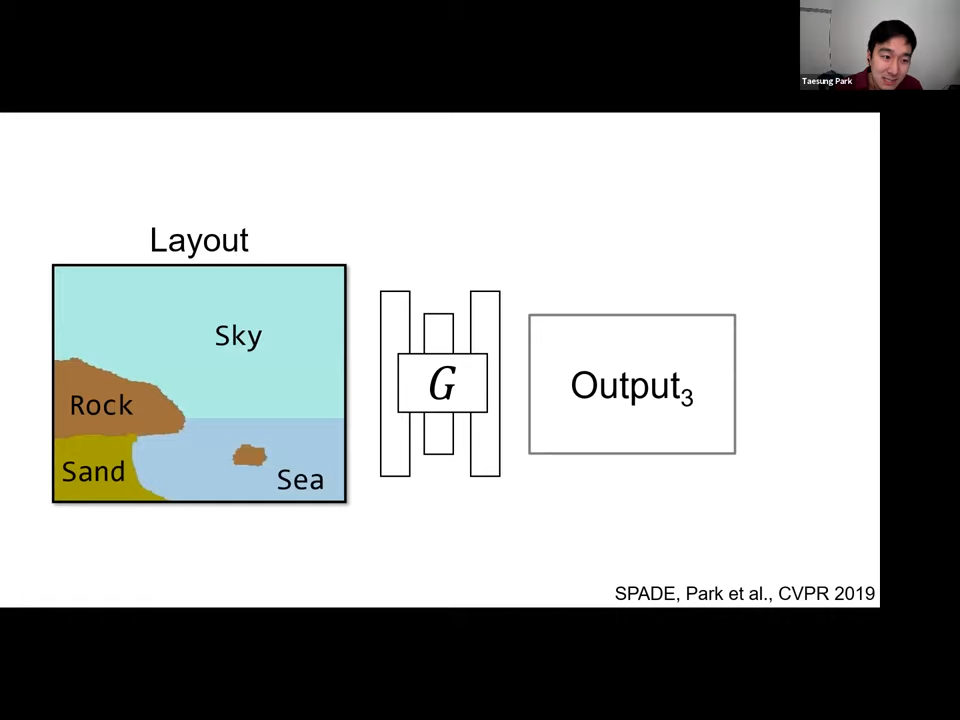 Taesung Park
Layout
Sky
Rock
Sand
Sea
G
Output₃
SPADE, Park et al., CVPR 2019